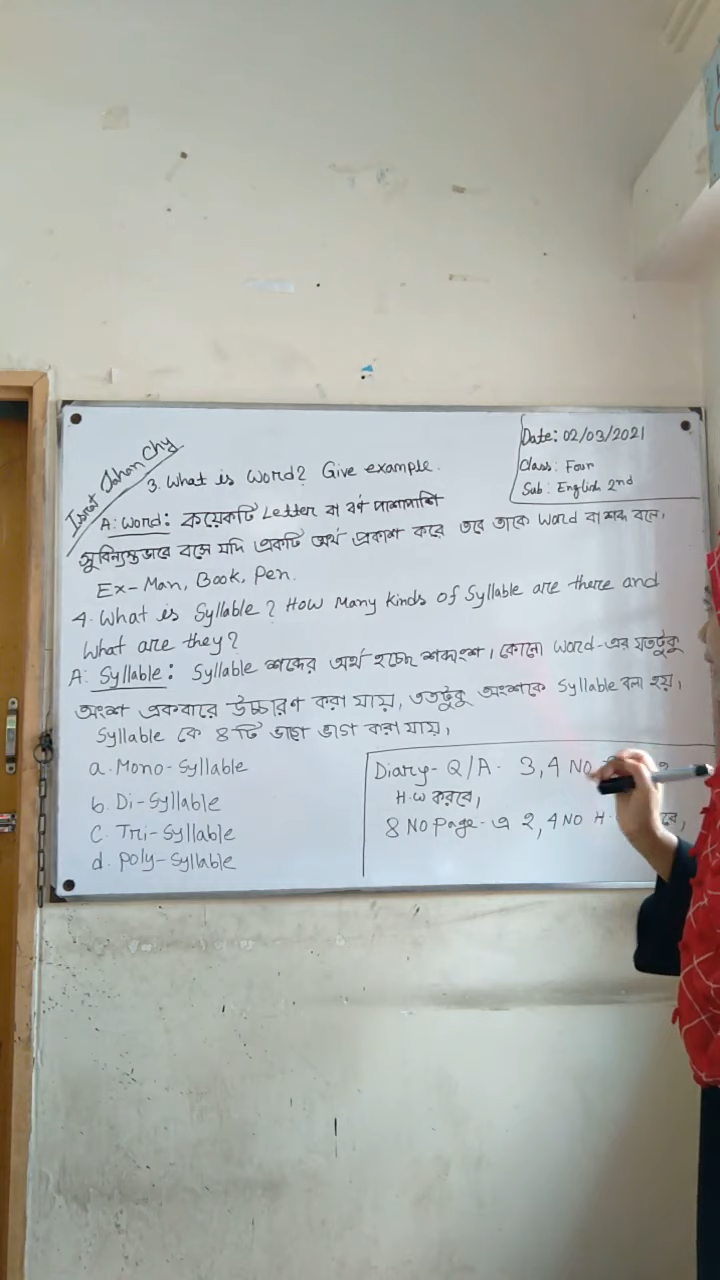 Israt Jahan Chy
Date: 02/03/2021
Class: Four
Sub: English 2nd
3. What is Word? Give example.
A: Word: কয়েকটি Letter বা বর্ণ পাশাপাশি
সুবিন্যস্তভাবে বসে যদি একটি অর্থ প্রকাশ করে তবে তাকে Word বা শব্দ বলে।
Ex- Man, Book, Pen.
4. What is Syllable? How Many Kinds of Syllable are there and
What are they?
A: Syllable: Syllable শব্দের অর্থ হচ্ছে শব্দাংশ। কোনো Word-এর যতটুকু
অংশ একবারে উচ্চারণ করা যায়, ততটুকু অংশকে Syllable বলা হয়।
Syllable কে ৪টি ভাগে ভাগ করা যায়।
a. Mono-Syllable
b. Di-Syllable
c. Tri-Syllable
d. Poly-Syllable
Diary- Q/A- 3, 4 NO
H.W করবে।
8 No Page-এ 2, 4 NO H.